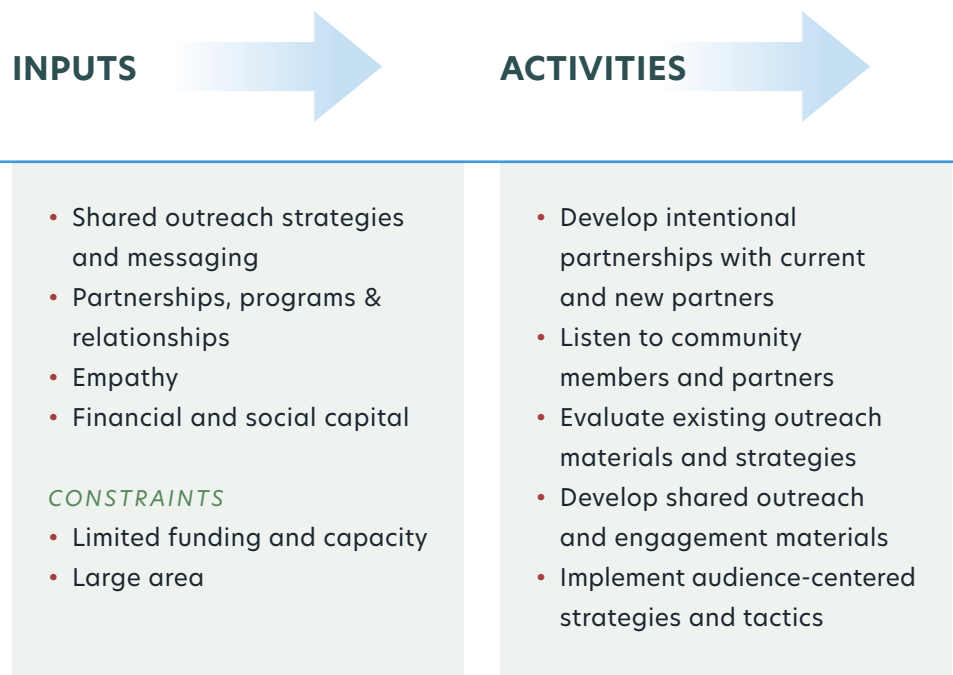 INPUTS
• Shared outreach strategies
and messaging
• Partnerships, programs &
relationships
• Empathy
• Financial and social capital
CONSTRAINTS
• Limited funding and capacity
• Large area
ACTIVITIES
• Develop intentional
partnerships with current
and new partners
• Listen to community
members and partners
• Evaluate existing outreach
materials and strategies
• Develop shared outreach
and engagement materials
• Implement audience-centered
strategies and tactics